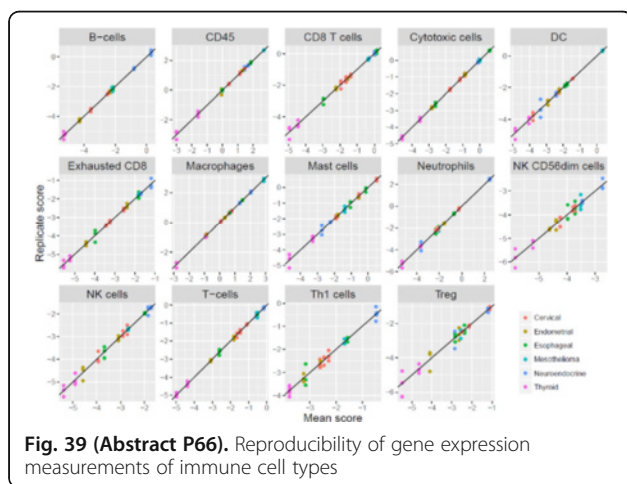 B-cells
CD45
CD8 T cells
Cytotoxic cells
DC
Exhausted CD8
Macrophages
Mast cells
Neutrophils
NK CD56dim cells
NK cells
T-cells
Th1 cells
Treg
Replicate score
Mean score
Cervical
Endometrial
Esophageal
Mesothelioma
Neuroendocrine
Thyroid
Fig. 39 (Abstract P66). Reproducibility of gene expression
measurements of immune cell types